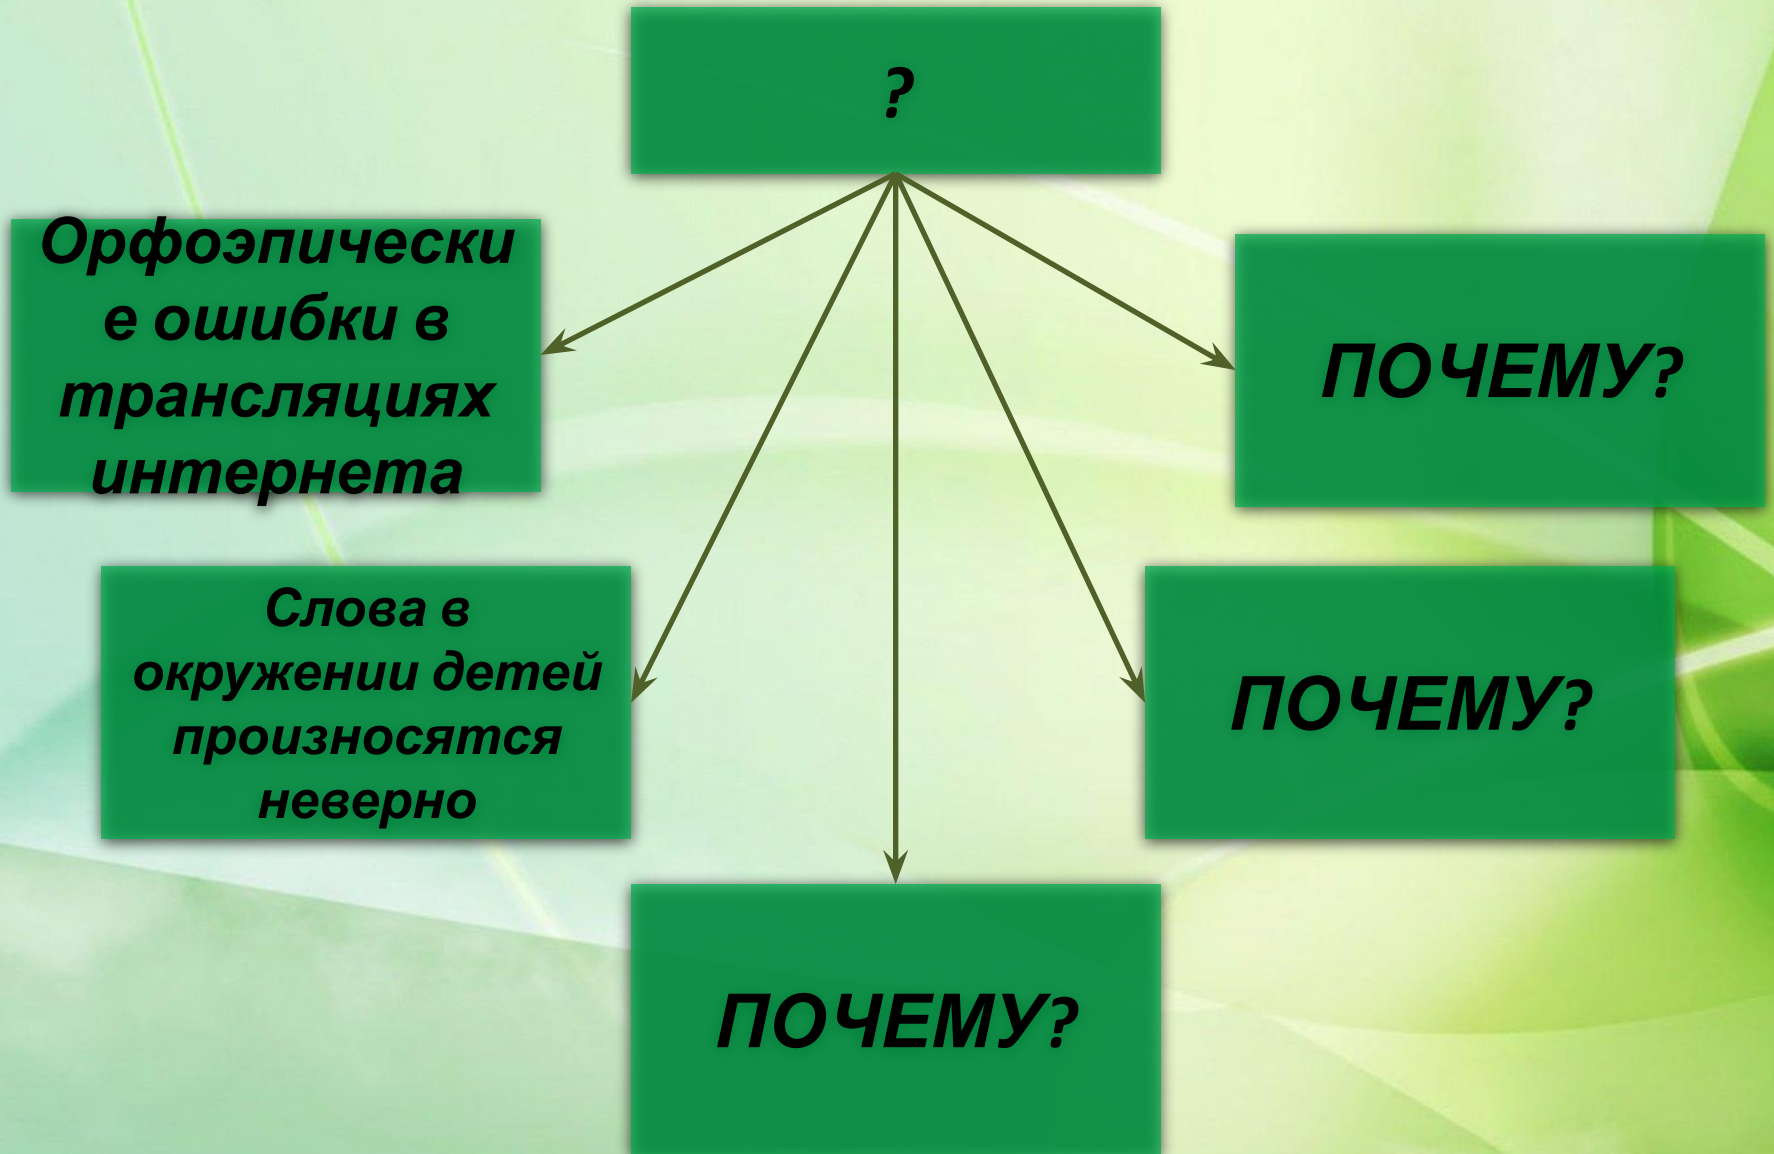 ?
Орфоэпически
е ошибки в
трансляциях
интернета
ПОЧЕМУ?
Слова в
окружении детей
произносятся
неверно
ПОЧЕМУ?
ПОЧЕМУ?